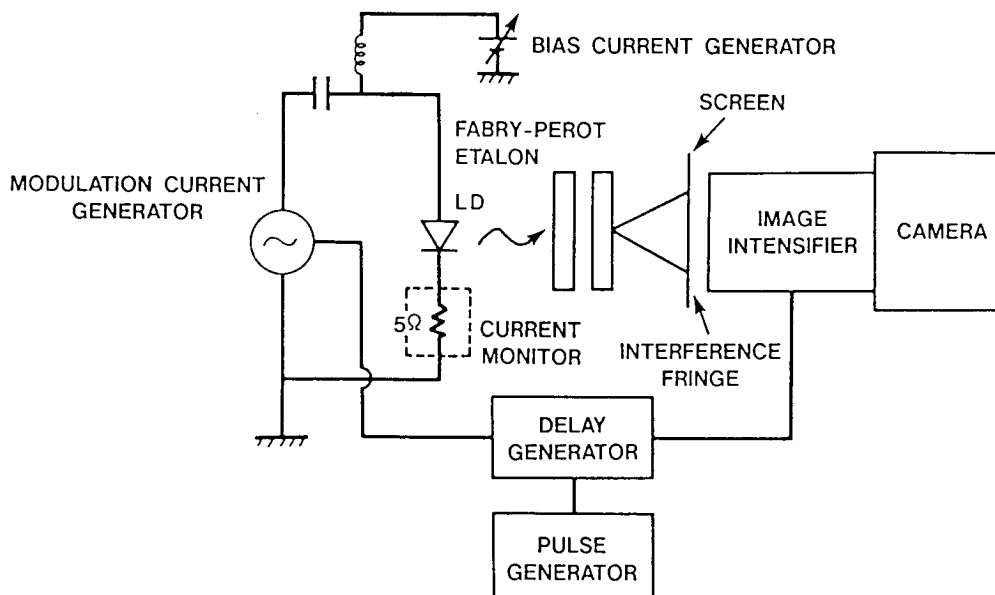 BIAS CURRENT GENERATOR
SCREEN
FABRY-PEROT
ETALON
MODULATION CURRENT
GENERATOR
LD
IMAGE
INTENSIFIER
CAMERA
5Ω
CURRENT
MONITOR
INTERFERENCE
FRINGE
DELAY
GENERATOR
PULSE
GENERATOR